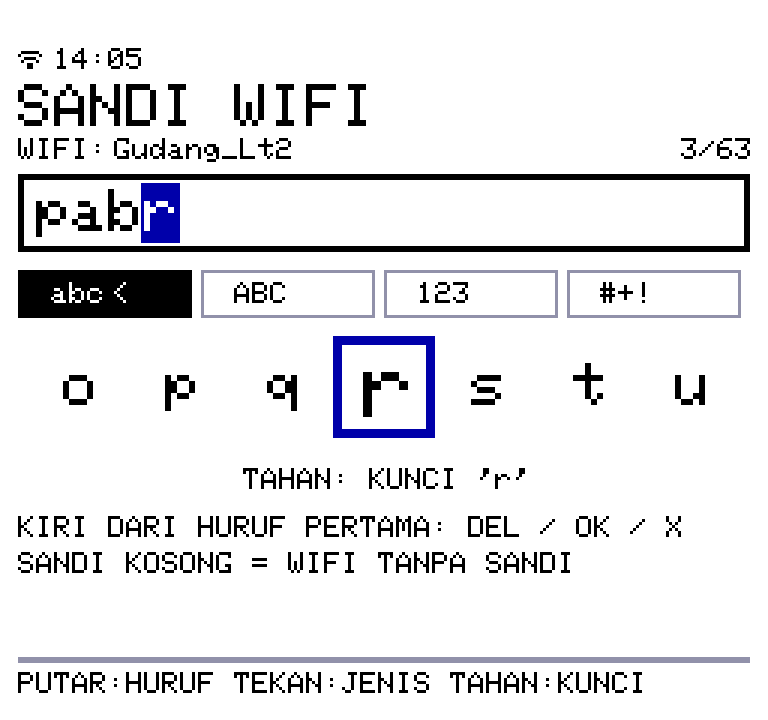 14:05
SANDI WIFI
WIFI: Gudang_Lt2 3/63
pabr
abc < ABC 123 #+!
o p q r s t u
TAHAN: KUNCI 'r'
KIRI DARI HURUF PERTAMA: DEL / OK / X
SANDI KOSONG = WIFI TANPA SANDI
PUTAR:HURUF TEKAN:JENIS TAHAN:KUNCI